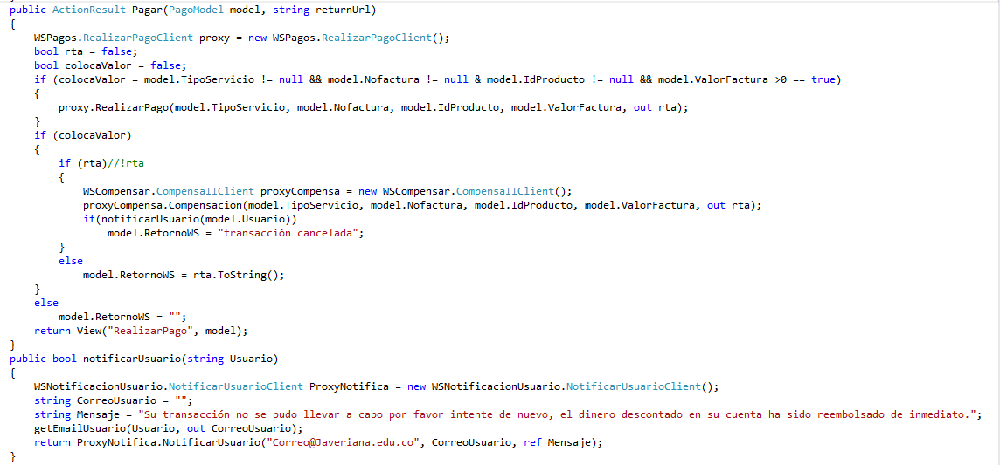 public ActionResult Pagar(PagoModel model, string returnUrl)
{
WSPagos.RealizarPagoClient proxy = new WSPagos.RealizarPagoClient();
bool rta = false;
bool colocaValor = false;
if (colocaValor = model.TipoServicio != null && model.Nofactura != null & model.IdProducto != null && model.ValorFactura >0 == true)
{
proxy.RealizarPago(model.TipoServicio, model.Nofactura, model.IdProducto, model.ValorFactura, out rta);
}
if (colocaValor)
{
if (rta)//!rta
{
WSCompensar.CompensaIIClient proxyCompensa = new WSCompensar.CompensaIIClient();
proxyCompensa.Compensacion(model.TipoServicio, model.Nofactura, model.IdProducto, model.ValorFactura, out rta);
if(notificarUsuario(model.Usuario))
model.RetornoWS = "transacción cancelada";
}
else
model.RetornoWS = rta.ToString();
}
else
model.RetornoWS = "";
return View("RealizarPago", model);
}
public bool notificarUsuario(string Usuario)
{
WSNotificacionUsuario.NotificarUsuarioClient ProxyNotifica = new WSNotificacionUsuario.NotificarUsuarioClient();
string CorreoUsuario = "";
string Mensaje = "Su transacción no se pudo llevar a cabo por favor intente de nuevo, el dinero descontado en su cuenta ha sido reembolsado de inmediato.";
getEmailUsuario(Usuario, out CorreoUsuario);
return ProxyNotifica.NotificarUsuario("Correo@Javeriana.edu.co", CorreoUsuario, ref Mensaje);
}